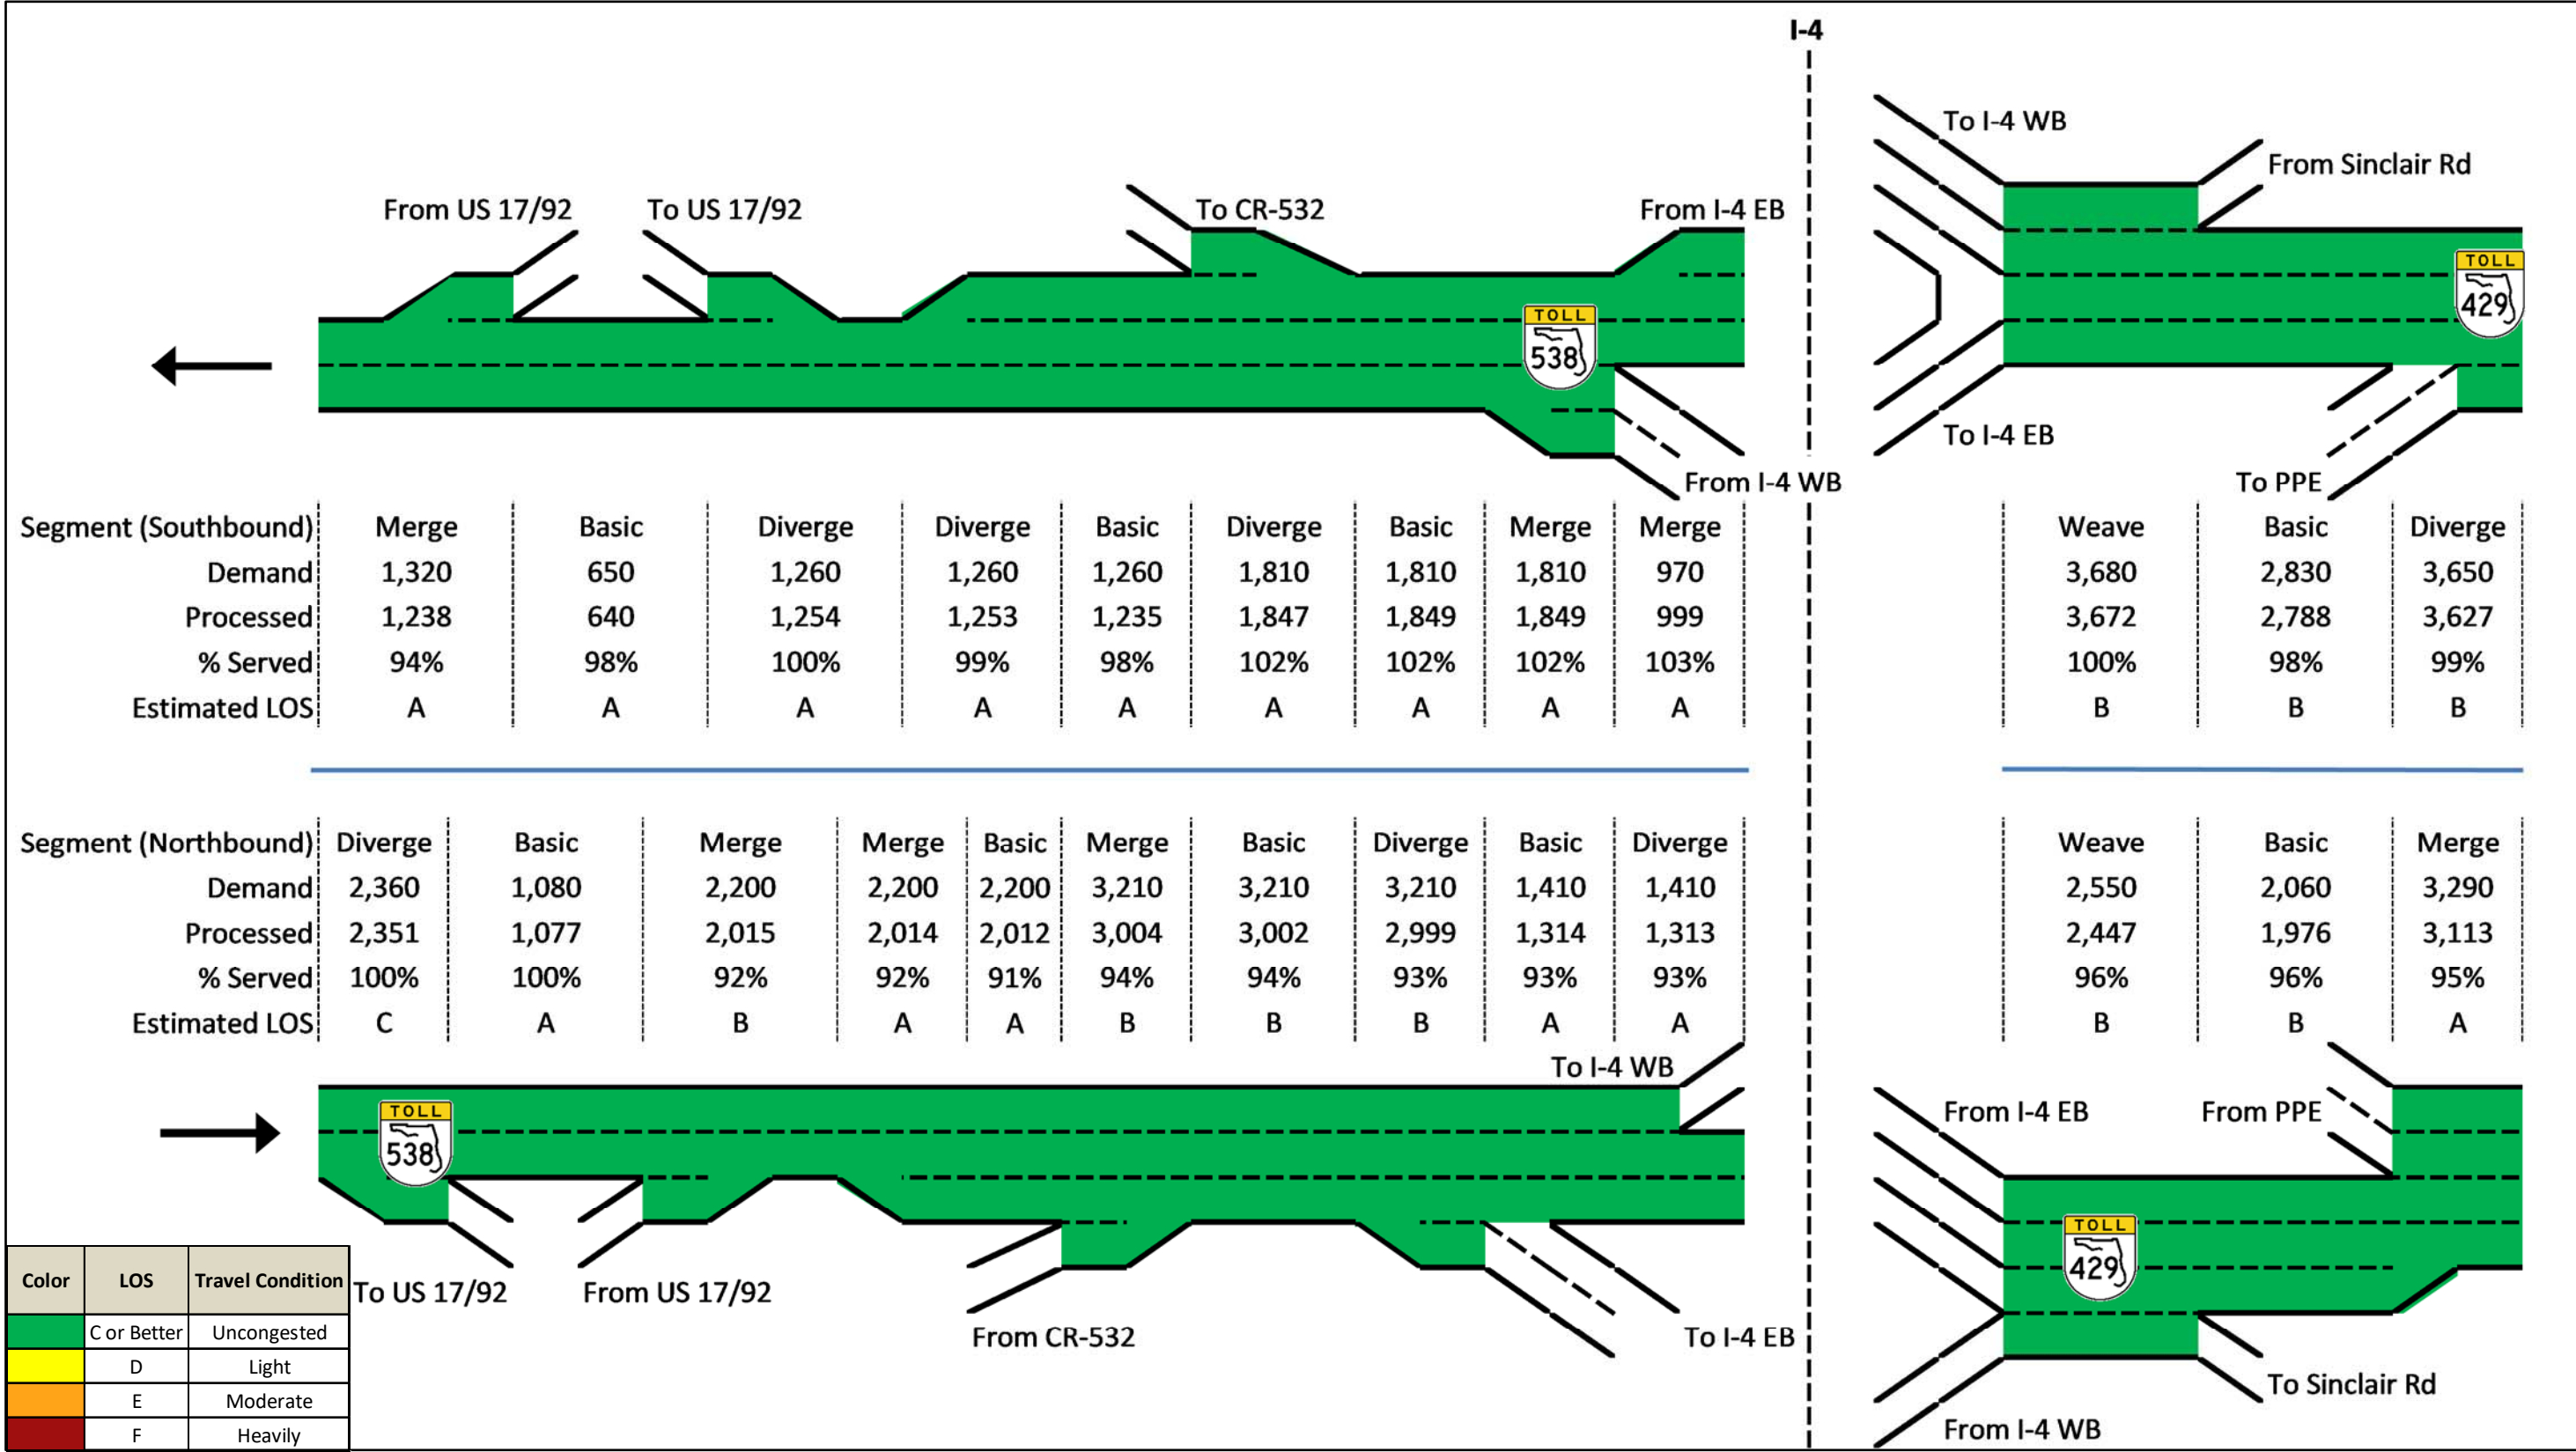 I-4
To I-4 WB
From Sinclair Rd
From US 17/92 To US 17/92 To CR-532 From I-4 EB
TOLL
429
TOLL
538
To I-4 EB
From I-4 WB To PPE
Segment (Southbound) Merge Basic Diverge Diverge Basic Diverge Basic Merge Merge Weave Basic Diverge
Demand 1,320 650 1,260 1,260 1,260 1,810 1,810 1,810 970 3,680 2,830 3,650
Processed 1,238 640 1,254 1,253 1,235 1,847 1,849 1,849 999 3,672 2,788 3,627
% Served 94% 98% 100% 99% 98% 102% 102% 102% 103% 100% 98% 99%
Estimated LOS A A A A A A A A A B B B
Segment (Northbound) Diverge Basic Merge Merge Basic Merge Basic Diverge Basic Diverge Weave Basic Merge
Demand 2,360 1,080 2,200 2,200 2,200 3,210 3,210 3,210 1,410 1,410 2,550 2,060 3,290
Processed 2,351 1,077 2,015 2,014 2,012 3,004 3,002 2,999 1,314 1,313 2,447 1,976 3,113
% Served 100% 100% 92% 92% 91% 94% 94% 93% 93% 93% 96% 96% 95%
Estimated LOS C A B A A B B B A A B B A
To I-4 WB
From I-4 EB From PPE
TOLL
538
TOLL
429
To US 17/92 From US 17/92
From CR-532 To I-4 EB
To Sinclair Rd
From I-4 WB
Color LOS Travel Condition
C or Better Uncongested
D Light
E Moderate
F Heavily